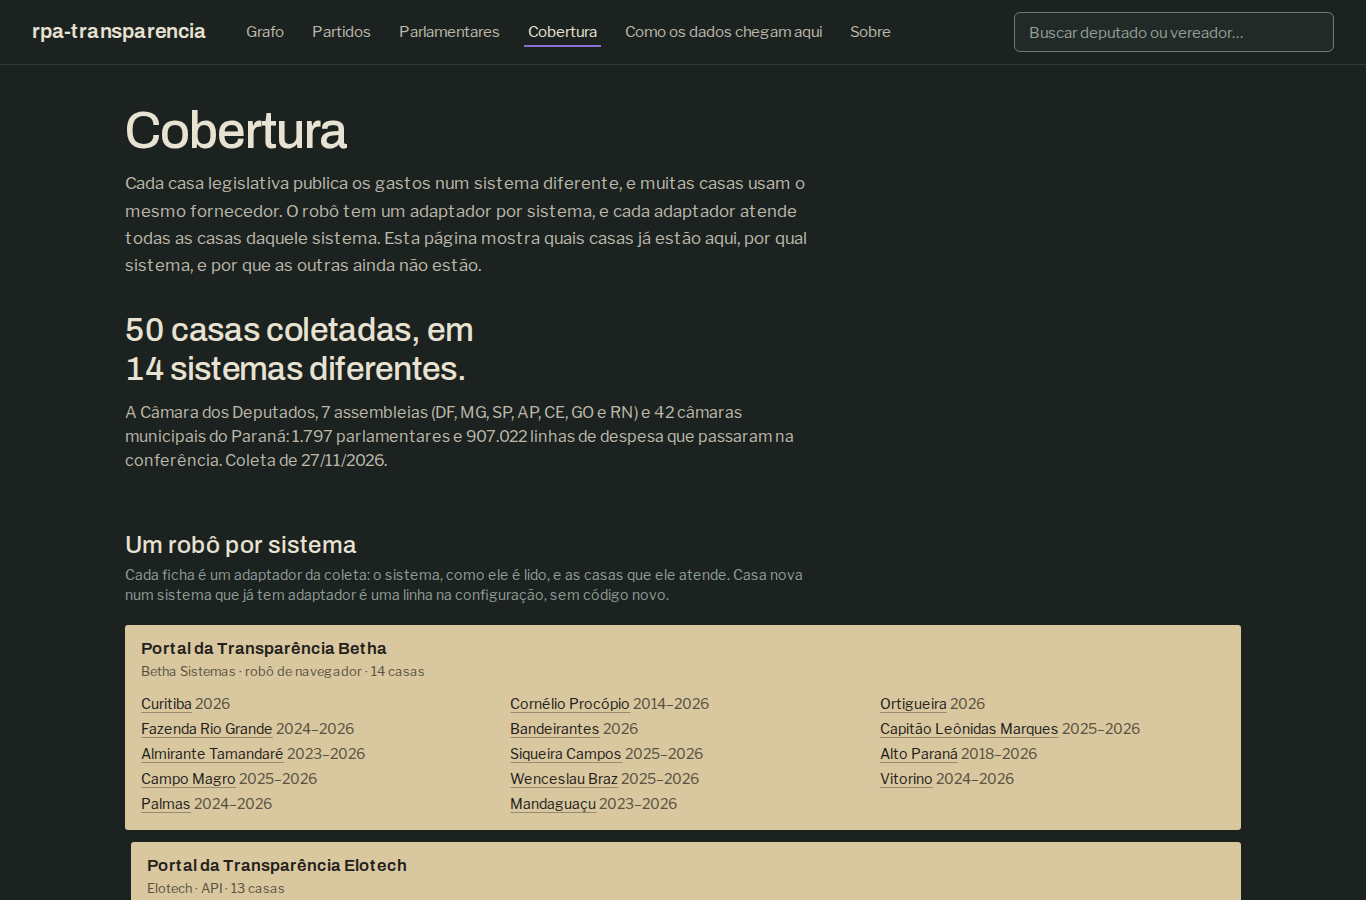 rpa-transparencia
Grafo
Partidos
Parlamentares
Cobertura
Como os dados chegam aqui
Sobre
Buscar deputado ou vereador...
Cobertura
Cada casa legislativa publica os gastos num sistema diferente, e muitas casas usam o
mesmo fornecedor. O robô tem um adaptador por sistema, e cada adaptador atende
todas as casas daquele sistema. Esta página mostra quais casas já estão aqui, por qual
sistema, e por que as outras ainda não estão.
50 casas coletadas, em
14 sistemas diferentes.
A Câmara dos Deputados, 7 assembleias (DF, MG, SP, AP, CE, GO e RN) e 42 câmaras
municipais do Paraná: 1.797 parlamentares e 907.022 linhas de despesa que passaram na
conferência. Coleta de 27/11/2026.
Um robô por sistema
Cada ficha é um adaptador da coleta: o sistema, como ele é lido, e as casas que ele atende. Casa nova
num sistema que já tem adaptador é uma linha na configuração, sem código novo.
Portal da Transparência Betha
Betha Sistemas · robô de navegador · 14 casas
Curitiba 2026
Fazenda Rio Grande 2024–2026
Almirante Tamandaré 2023–2026
Campo Magro 2025–2026
Palmas 2024–2026
Cornélio Procópio 2014–2026
Bandeirantes 2026
Siqueira Campos 2025–2026
Wenceslau Braz 2025–2026
Mandaguaçu 2023–2026
Ortigueira 2026
Capitão Leônidas Marques 2025–2026
Alto Paraná 2018–2026
Vitorino 2024–2026
Portal da Transparência Elotech
Elotech · API · 13 casas